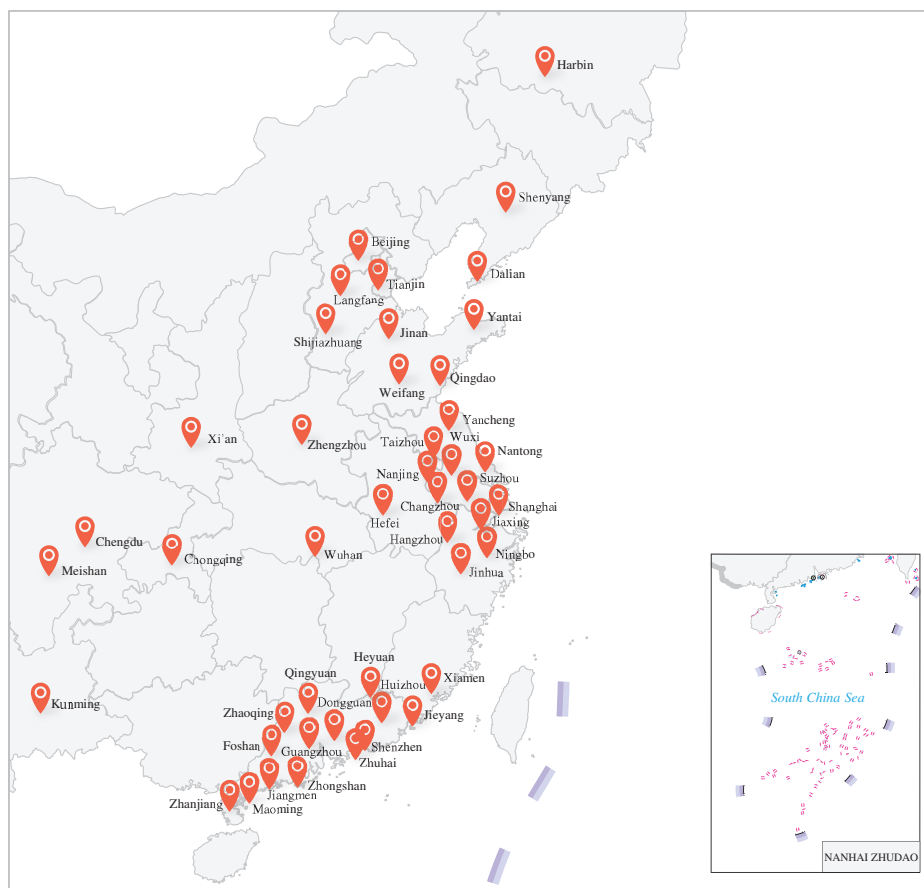 Harbin
Shenyang
Beijing
Dalian
Tianjin
Langfang
Yantai
Jinan
Shijiazhuang
Qingdao
Weifang
Yancheng
Xi'an
Zhengzhou
Taizhou
Wuxi
Nantong
Nanjing
Suzhou
Changzhou
Shanghai
Hefei
Jiaxing
Hangzhou
Chengdu
Chongqing
Wuhan
Ningbo
Meishan
Jinhua
Heyuan
Qingyuan
Huizhou
Xiamen
Kunming
Dongguan
Zhaoqing
Jieyang
Foshan
Guangzhou
Shenzhen
Zhuhai
Zhongshan
Jiangmen
Zhanjiang
Maoming
South China Sea
NANHAI ZHUDAO